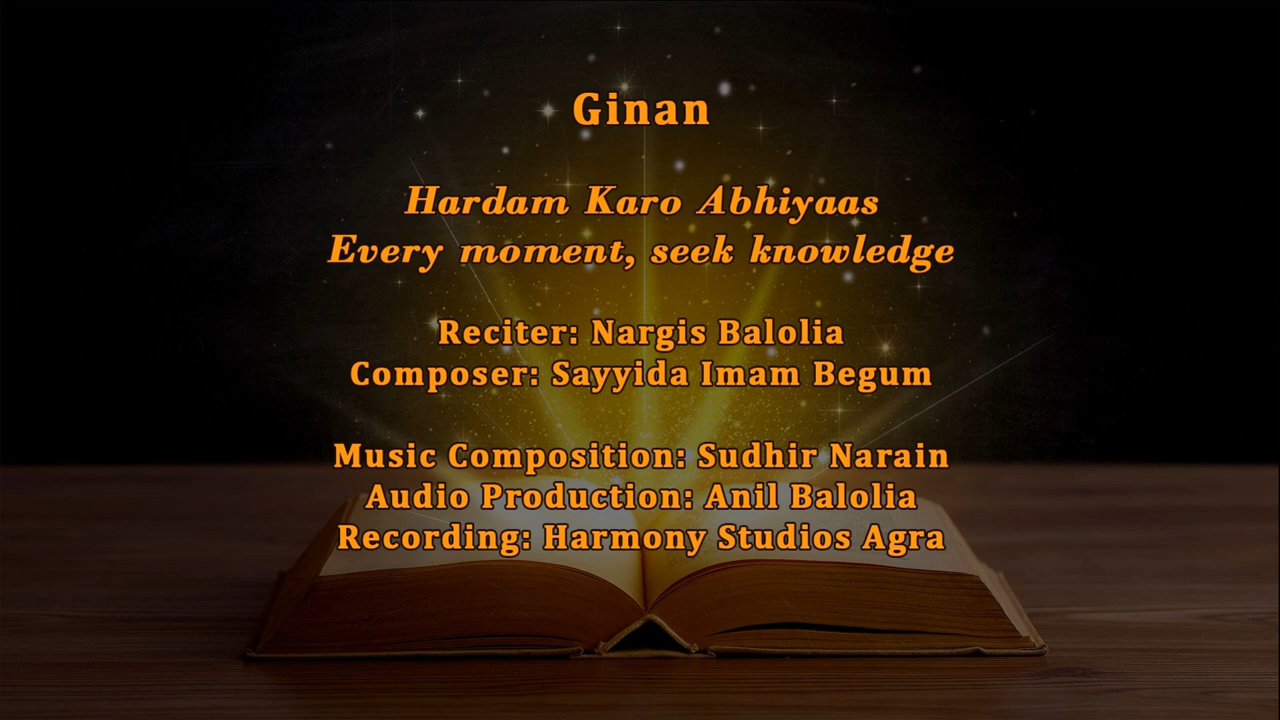 Ginan
Hardam Karo Abhiyaas
Every moment, seek knowledge
Reciter: Nargis Balolia
Composer: Sayyida Imam Begum
Music Composition: Sudhir Narain
Audio Production: Anil Balolia
Recording: Harmony Studios Agra